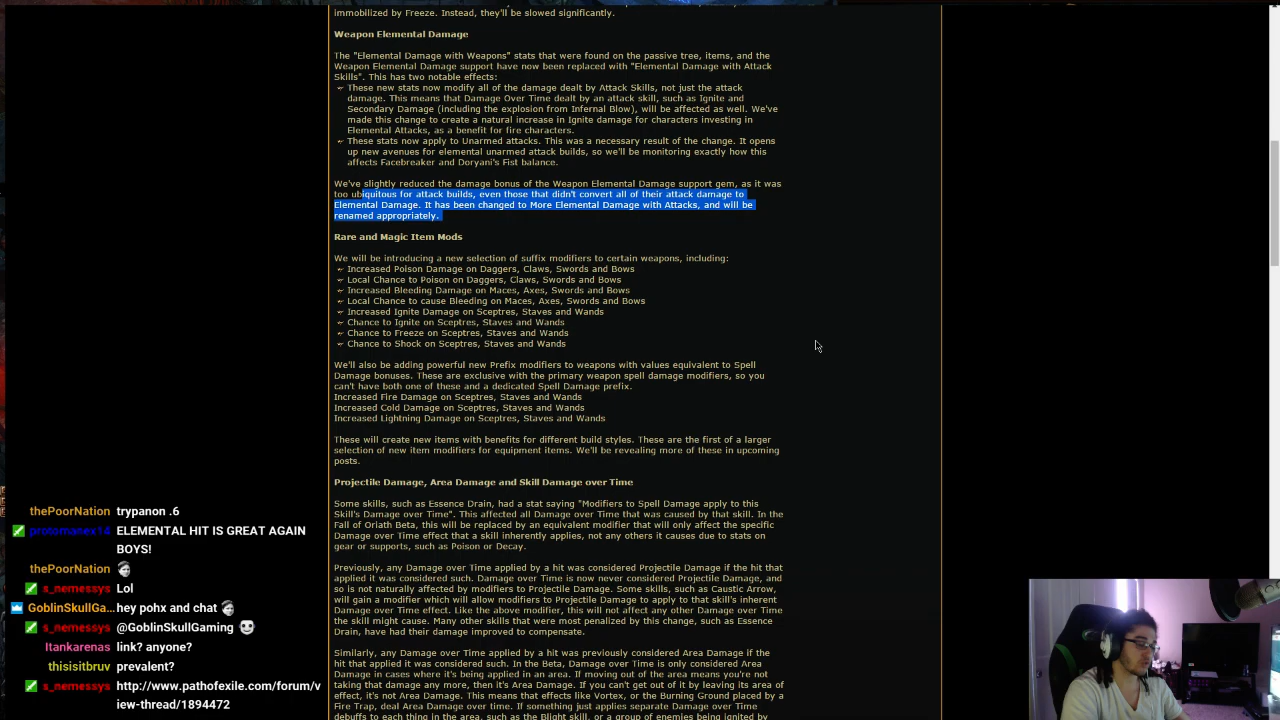 immobilized by Freeze. Instead, they'll be slowed significantly.
Weapon Elemental Damage
The "Elemental Damage with Weapons" stats that were found on the passive tree, items, and the
Weapon Elemental Damage support have now been replaced with "Elemental Damage with Attack
Skills". This has two notable effects:
These new stats now modify all of the damage dealt by Attack Skills, not just the attack
damage. This means that Damage Over Time dealt by an attack skill, such as Ignite and
Secondary Damage (including the explosion from Infernal Blow), will be affected as well. We've
made this change to create a natural increase in Ignite damage for characters investing in
Elemental Attacks, as a benefit for fire characters.
These stats now apply to Unarmed attacks. This was a necessary result of the change. It opens
up new avenues for elemental unarmed attack builds, so we'll be monitoring exactly how this
affects Facebreaker and Doryani's Fist balance.
We've slightly reduced the damage bonus of the Weapon Elemental Damage support gem, as it was
too ubiquitous for attack builds, even those that didn't convert all of their attack damage to
Elemental Damage. It has been changed to More Elemental Damage with Attacks, and will be
renamed appropriately.
Rare and Magic Item Mods
We will be introducing a new selection of suffix modifiers to certain weapons, including:
Increased Poison Damage on Daggers, Claws, Swords and Bows
Local Chance to Poison on Daggers, Claws, Swords and Bows
Increased Bleeding Damage on Maces, Axes, Swords and Bows
Local Chance to cause Bleeding on Maces, Axes, Swords and Bows
Increased Ignite Damage on Sceptres, Staves and Wands
Chance to Ignite on Sceptres, Staves and Wands
Chance to Freeze on Sceptres, Staves and Wands
Chance to Shock on Sceptres, Staves and Wands
We'll also be adding powerful new Prefix modifiers to weapons with values equivalent to Spell
Damage bonuses. These are exclusive with the primary weapon spell damage modifiers, so you
can't have both one of these and a dedicated Spell Damage prefix.
Increased Fire Damage on Sceptres, Staves and Wands
Increased Cold Damage on Sceptres, Staves and Wands
Increased Lightning Damage on Sceptres, Staves and Wands
These will create new items with benefits for different build styles. These are the first of a larger
selection of new item modifiers for equipment items. We'll be revealing more of these in upcoming
posts.
Projectile Damage, Area Damage and Skill Damage over Time
Some skills, such as Essence Drain, had a stat saying "Modifiers to Spell Damage apply to this
Skill's Damage over Time". This affected all Damage over Time that was caused by that skill. In the
Fall of Oriath Beta, this will be replaced by an equivalent modifier that will only affect the specific
Damage over Time effect that a skill inherently applies, not any others it causes due to stats on
gear or supports, such as Poison or Decay.
Previously, any Damage over Time applied by a hit was considered Projectile Damage if the hit that
applied it was considered such. Damage over Time is now never considered Projectile Damage, and
so is not naturally affected by modifiers to Projectile Damage. Some skills, such as Caustic Arrow,
will gain a modifier which will allow modifiers to Projectile Damage to apply to that skill's inherent
Damage over Time effect. Like the above modifier, this will not affect any other Damage over Time
the skill might cause. Many other skills that were most penalized by this change, such as Essence
Drain, have had their damage improved to compensate.
Similarly, any Damage over Time applied by a hit was previously considered Area Damage if the
hit that applied it was considered such. In the Beta, Damage over Time is only considered Area
Damage in cases where it's being applied in an area. If moving out of the area means you're not
taking that damage any more, then it's Area Damage. If you can't get out of it by leaving its area of
effect, it's not Area Damage. This means that effects like Vortex, or the Burning Ground placed by a
Fire Trap, deal Area Damage over Time. If something just applies separate Damage over Time
debuffs to each thing in the area, such as the Blight skill, or a group of enemies being ignited by
thePoorNation trypanon .6
protomanex14 ELEMENTAL HIT IS GREAT AGAIN
BOYS!
thePoorNation
s_nemessys Lol
GoblinSkullGa... hey pohx and chat
s_nemessys @GoblinSkullGaming
Itankarenas link? anyone?
thisisitbruv prevalent?
s_nemessys http://www.pathofexile.com/forum/v
iew-thread/1894472